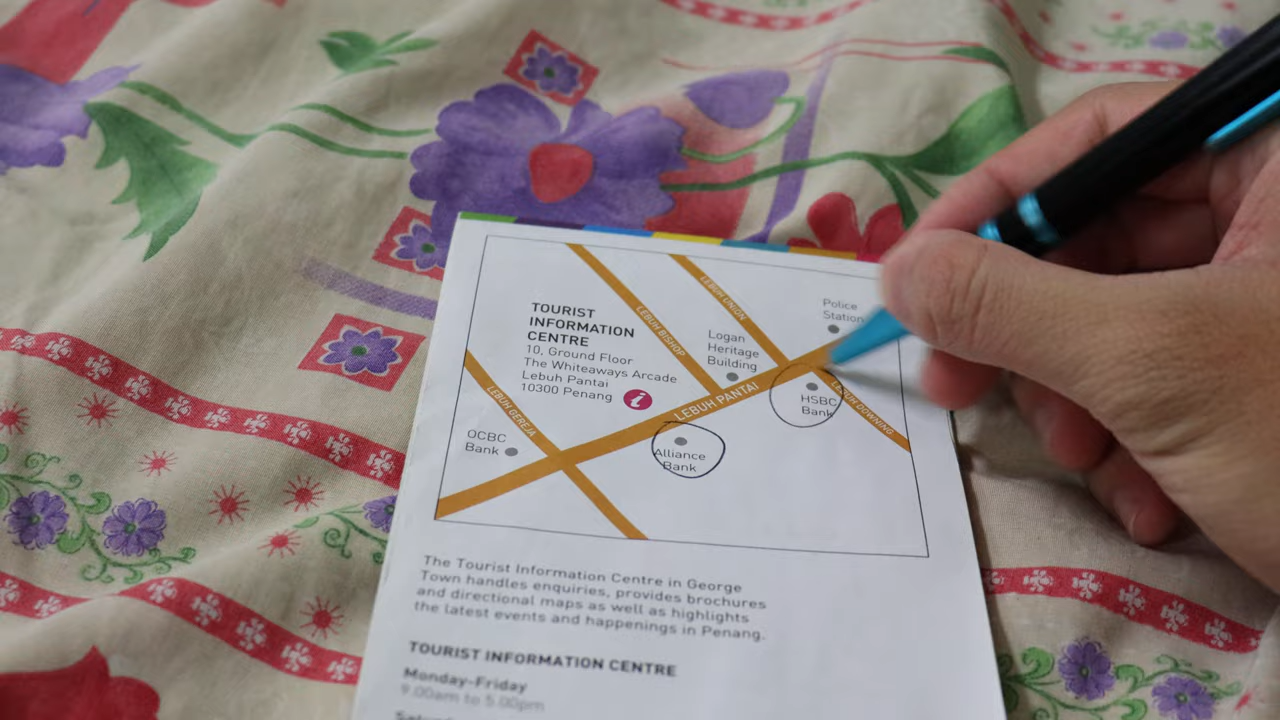 TOURIST
INFORMATION
CENTRE
10, Ground Floor
The Whiteaways Arcade
Lebuh Pantai
10300 Penang
LEBUH BISHOP
LEBUH UNION
Police
Station
Logan
Heritage
Building
LEBUH GEREJA
LEBUH PANTAI
HSBC
Bank
LEBUH DOWNING
OCBC
Bank
Alliance
Bank
The Tourist Information Centre in George
Town handles enquiries, provides brochures
and directional maps as well as highlights
the latest events and happenings in Penang.
TOURIST INFORMATION CENTRE
Monday-Friday
9.00am to 5.00pm